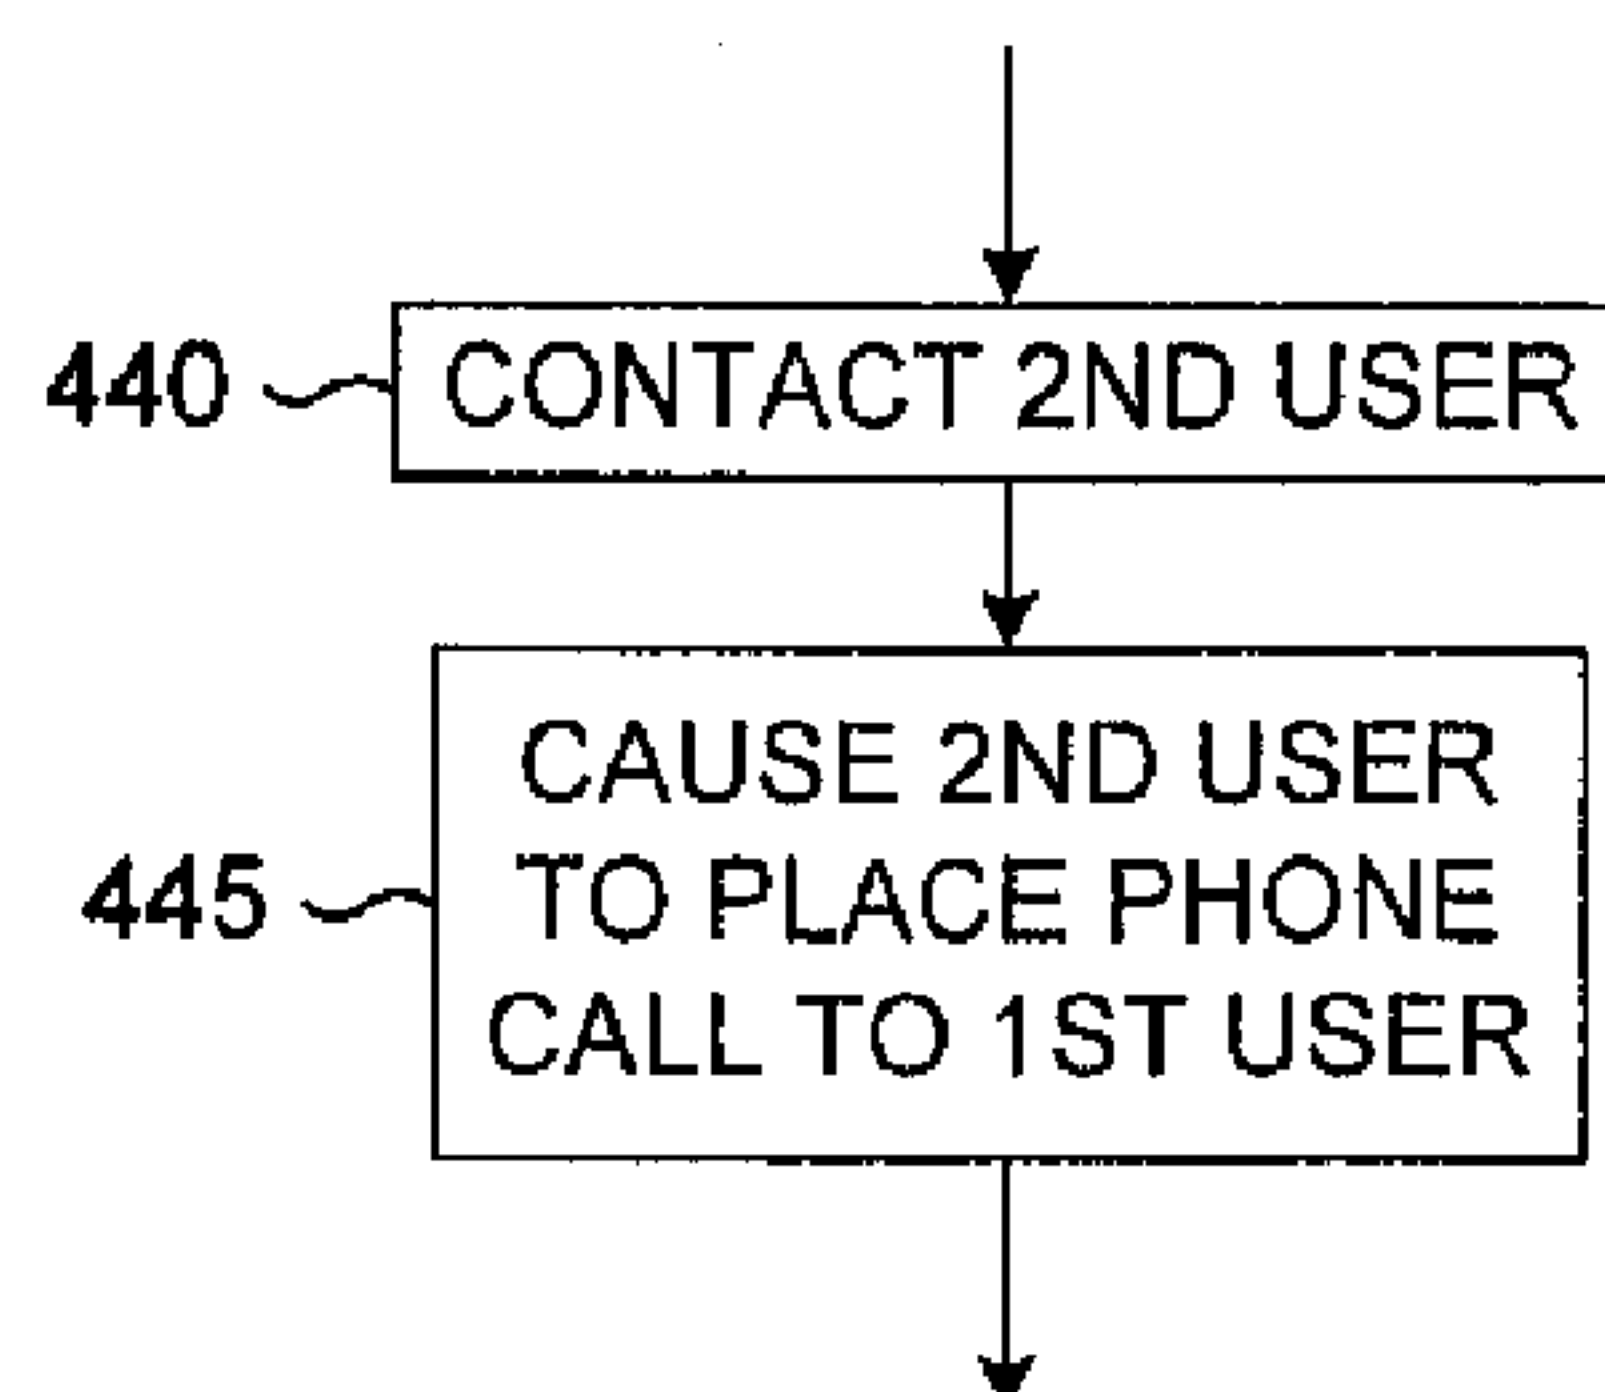 440 CONTACT 2ND USER
CAUSE 2ND USER
445 TO PLACE PHONE
CALL TO 1ST USER